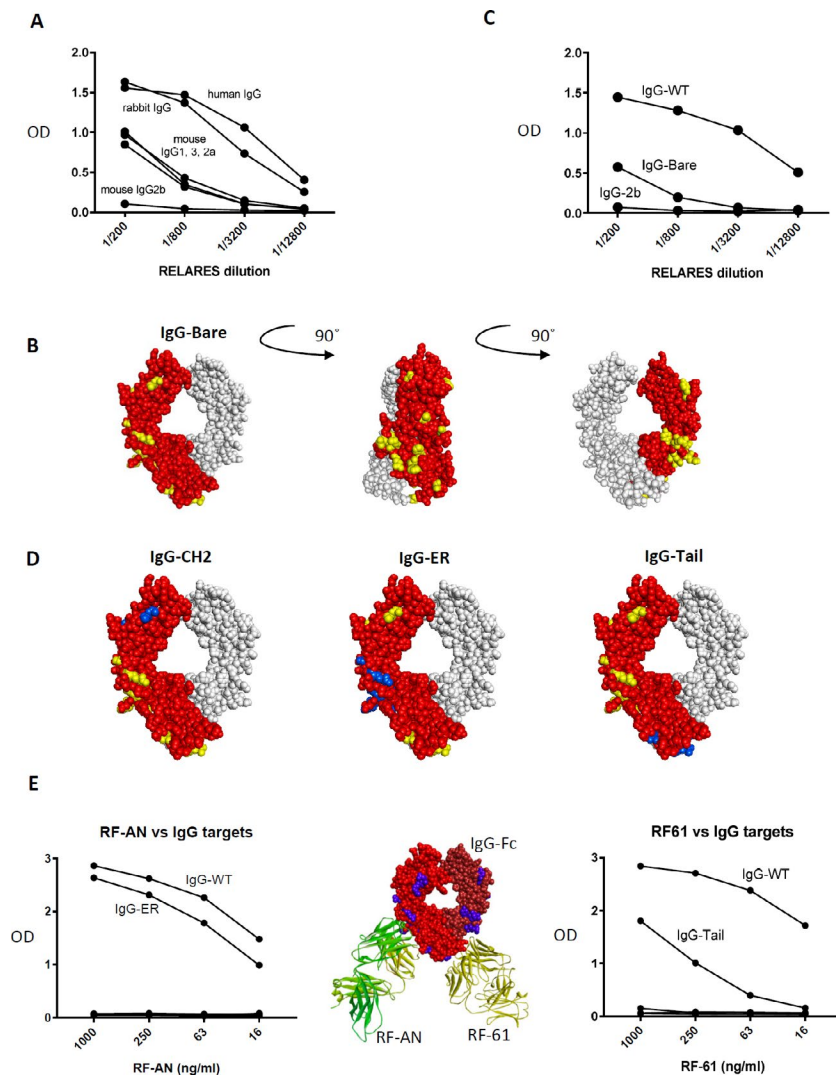 A
2.0
1.5
1.0
0.5
0.0
OD
human IgG
rabbit IgG
mouse
IgG1, 3, 2a
mouse IgG2b
1/200
1/800
1/3200
1/12800
RELARES dilution
C
2.0
1.5
1.0
0.5
0.0
OD
IgG-WT
IgG-Bare
IgG-2b
1/200
1/800
1/3200
1/12800
RELARES dilution
B
IgG-Bare
90°
90°
D
IgG-CH2
IgG-ER
IgG-Tail
E
RF-AN vs IgG targets
3
2
1
0
OD
IgG-WT
IgG-ER
1000
250
63
16
RF-AN (ng/ml)
IgG-Fc
RF-AN
RF-61
RF61 vs IgG targets
3
2
1
0
OD
IgG-WT
IgG-Tail
1000
250
63
16
RF-61 (ng/ml)